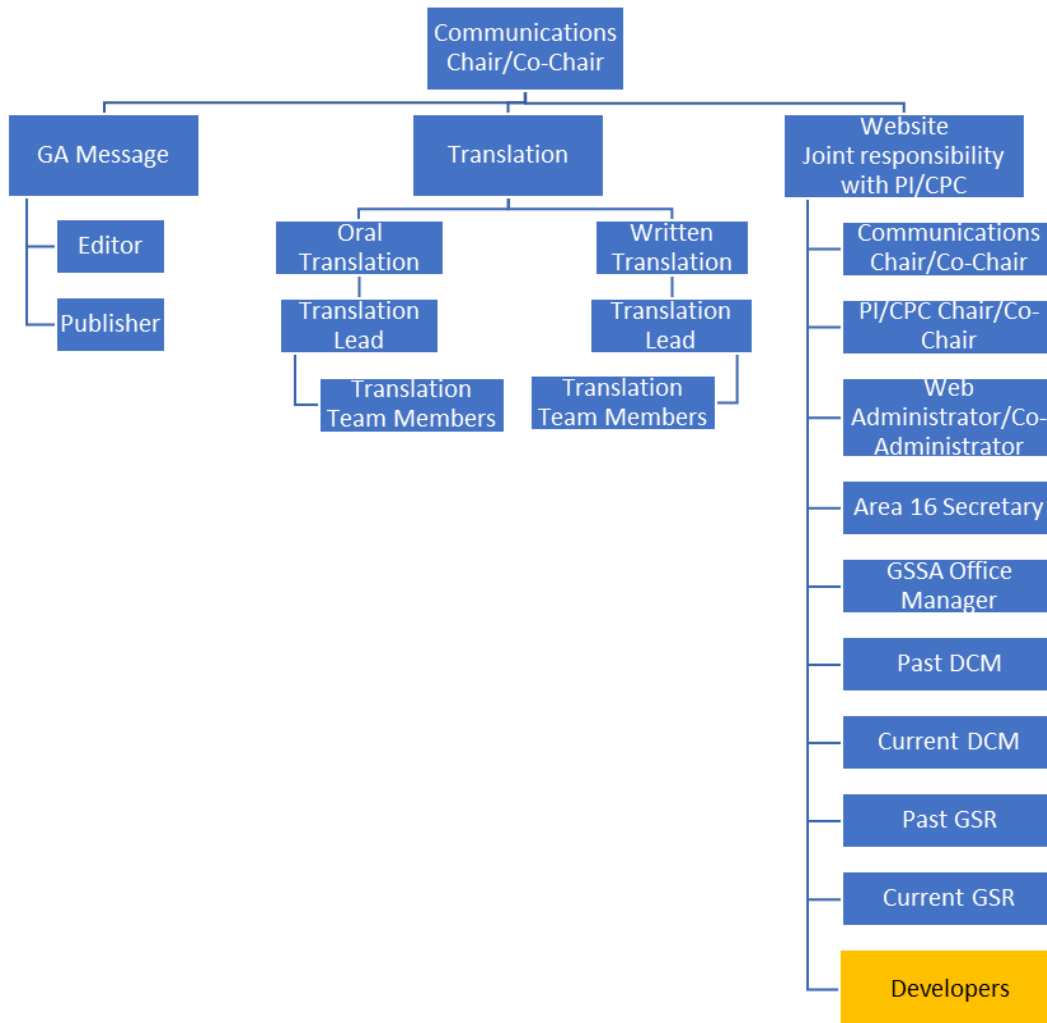 Communications
Chair/Co-Chair
GA Message
Editor
Publisher
Translation
Oral
Translation
Translation
Lead
Translation
Team Members
Written
Translation
Translation
Lead
Translation
Team Members
Website
Joint responsibility
with PI/CPC
Communications
Chair/Co-Chair
PI/CPC Chair/Co-
Chair
Web
Administrator/Co-
Administrator
Area 16 Secretary
GSSA Office
Manager
Past DCM
Current DCM
Past GSR
Current GSR
Developers